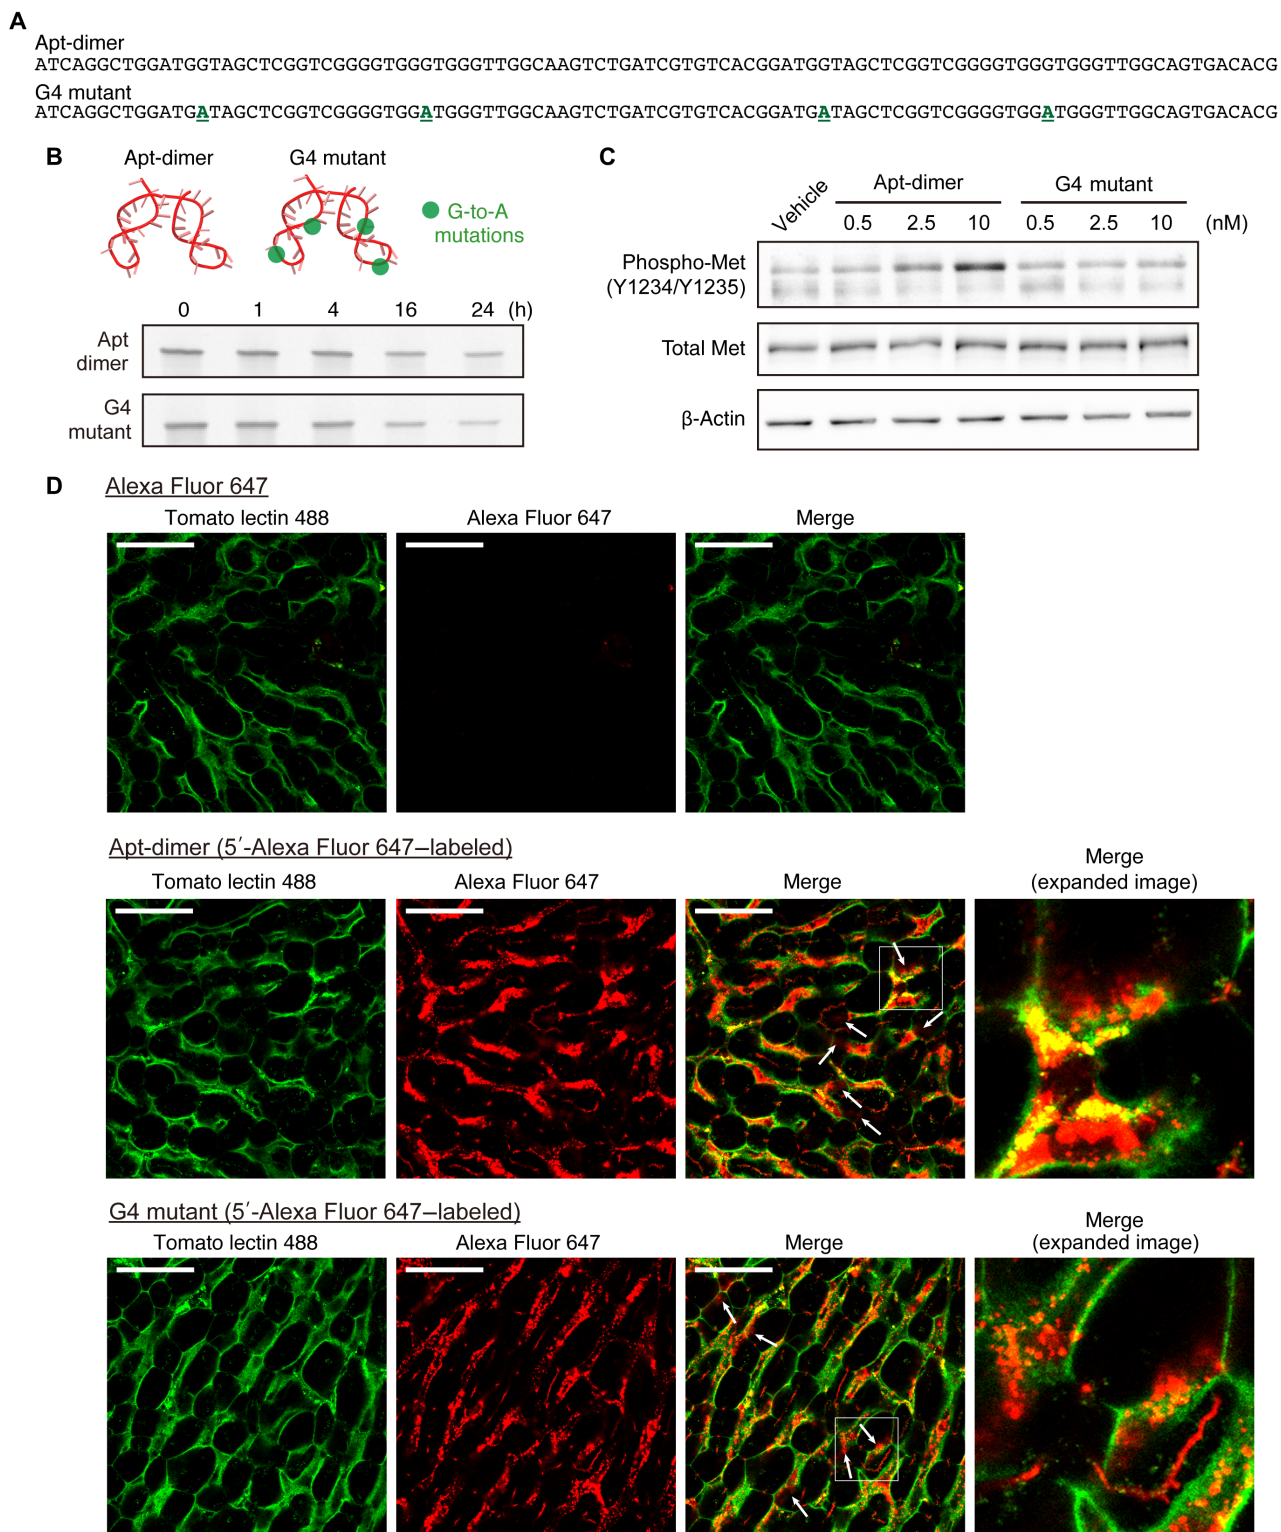 A
Apt-dimer
ATCAGGCTGGATGGTAGCTCGGTCGGGGTGGGTGGGTTGGCAAGTCTGATCGTGTCACGGATGGTAGCTCGGTCGGGGTGGGTGGGTTGGCAGTGACACG
G4 mutant
ATCAGGCTGGATGATAGCTCGGTCGGGGTGGATGGGTTGGCAAGTCTGATCGTGTCACGGATGATAGCTCGGTCGGGGTGGATGGGTTGGCAGTGACACG
B
Apt-dimer G4 mutant
G-to-A
mutations
0 1 4 16 24 (h)
Apt
dimer
G4
mutant
C
Vehicle
Apt-dimer G4 mutant
0.5 2.5 10 0.5 2.5 10 (nM)
Phospho-Met
(Y1234/Y1235)
Total Met
β-Actin
D
Alexa Fluor 647
Tomato lectin 488 Alexa Fluor 647 Merge
Apt-dimer (5′-Alexa Fluor 647–labeled)
Tomato lectin 488 Alexa Fluor 647 Merge
Merge
(expanded image)
G4 mutant (5′-Alexa Fluor 647–labeled)
Tomato lectin 488 Alexa Fluor 647 Merge
Merge
(expanded image)